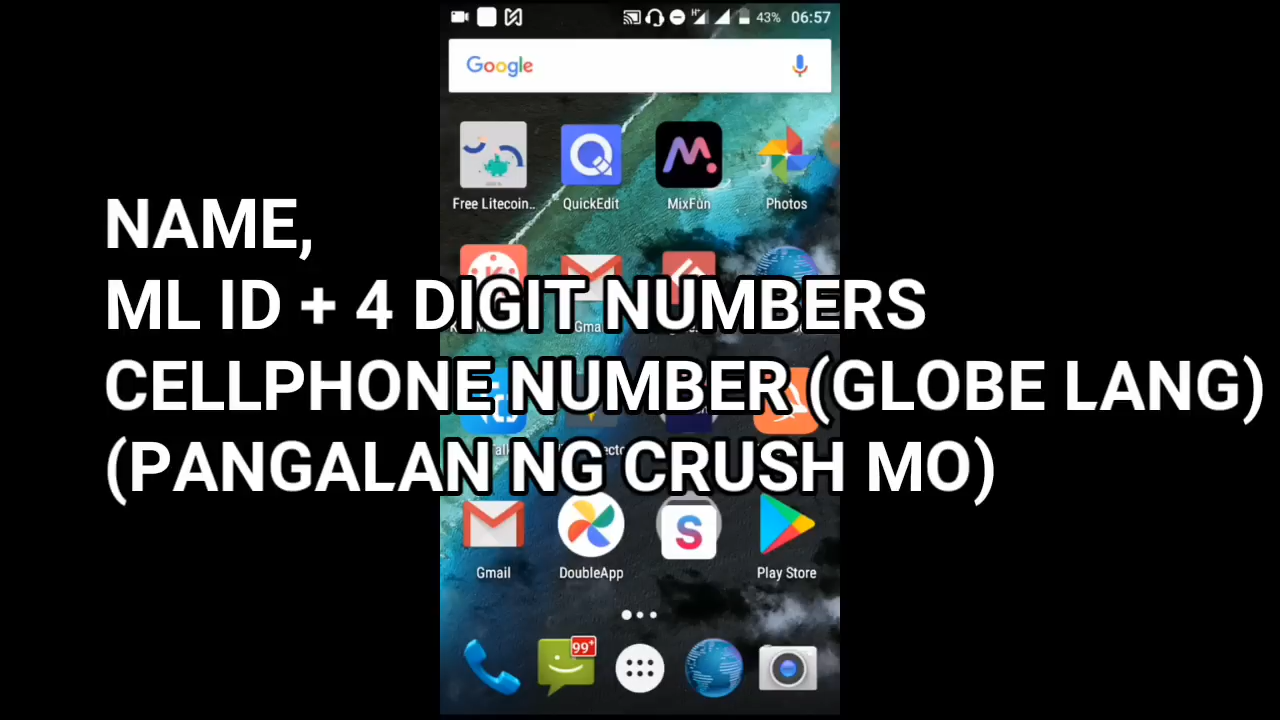 43% 06:57
Google
Free Litecoin..
QuickEdit
MixFun
Photos
NAME,
ML ID + 4 DIGIT NUMBERS
CELLPHONE NUMBER (GLOBE LANG)
(PANGALAN NG CRUSH MO)
S
Gmail
DoubleApp
Play Store
99+